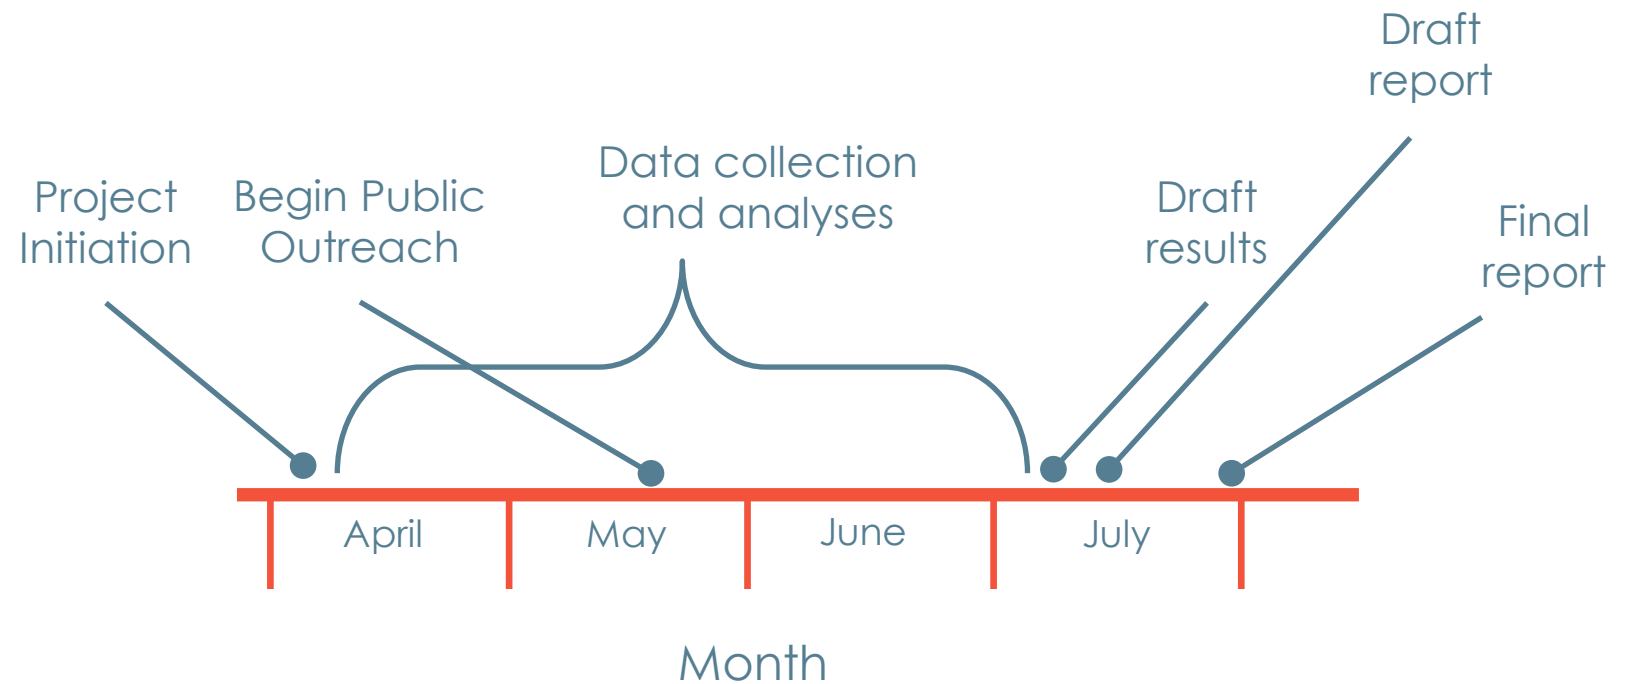 Project
Initiation
Begin Public
Outreach
Data collection
and analyses
Draft
results
Draft
report
Final
report
April
May
June
July
Month